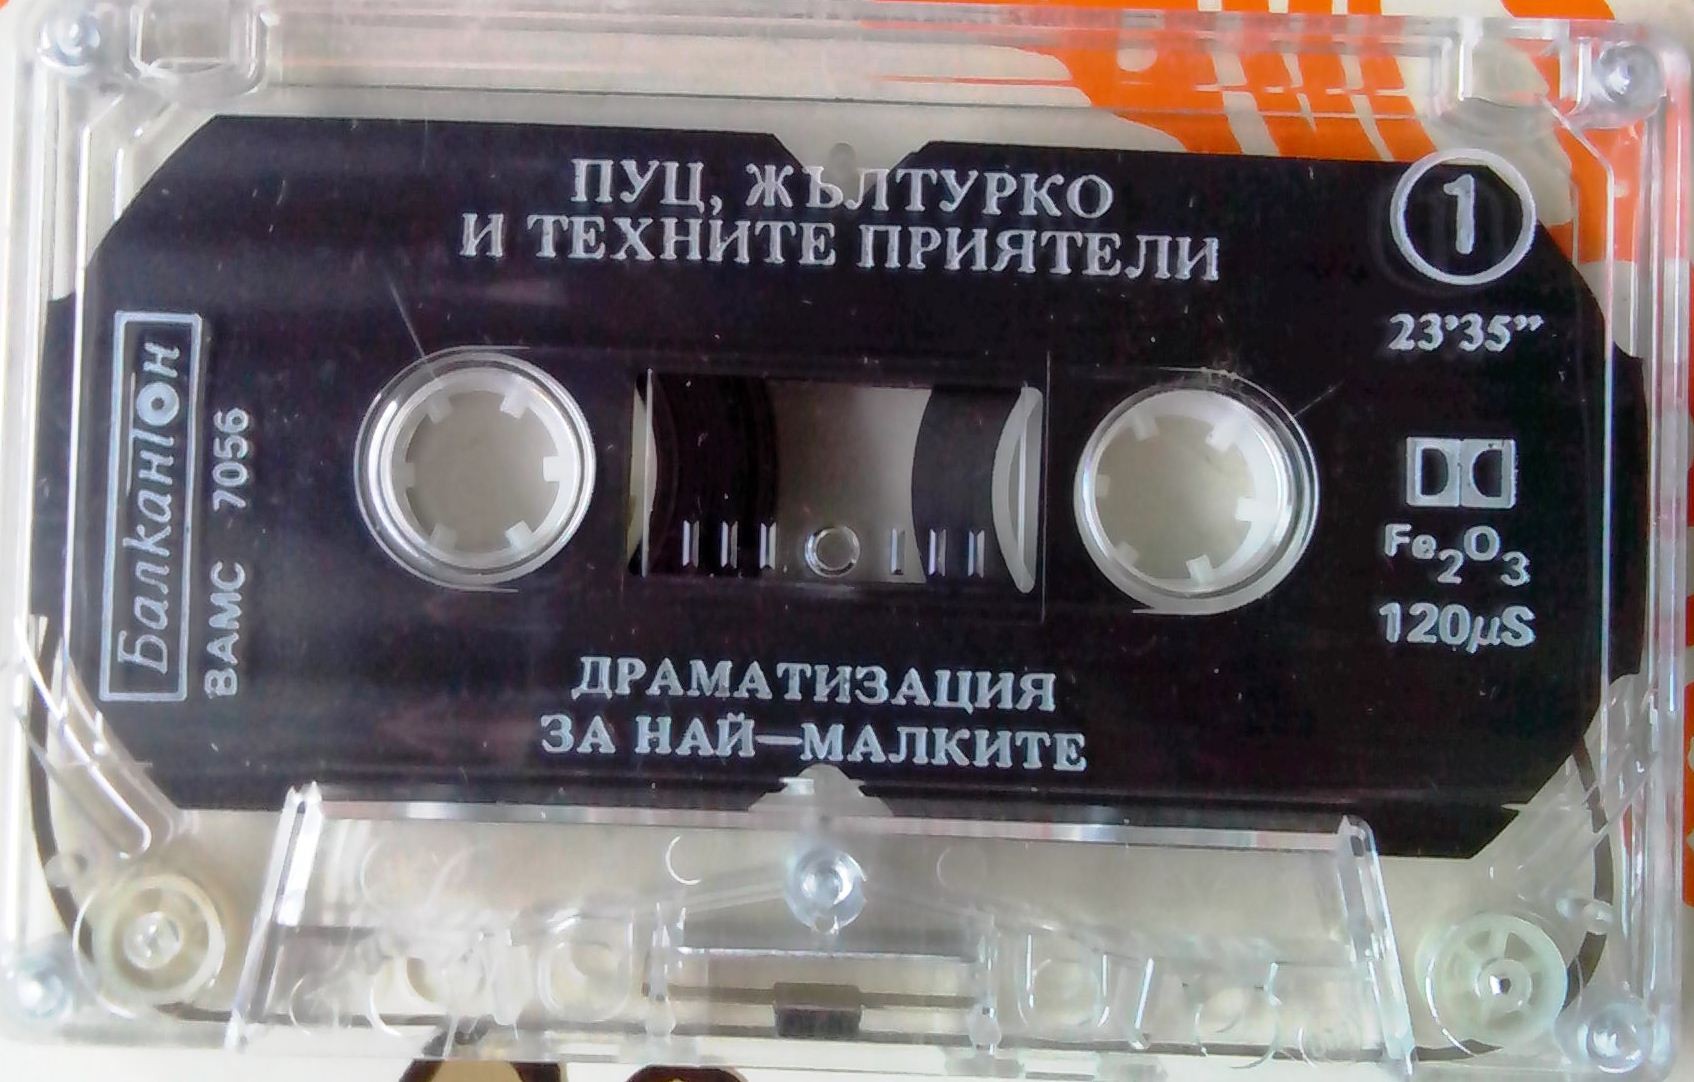 ПУЦ, ЖЪЛТУРКО
И ТЕХНИТЕ ПРИЯТЕЛИ
1
23'35"
Балкантон
ВАМС 7056
Fe2O3
120µS
ДРАМАТИЗАЦИЯ
ЗА НАЙ—МАЛКИТЕ